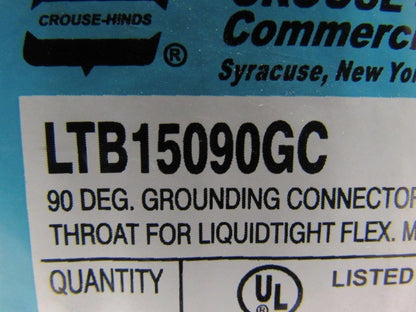 CROUSE-HINDS
®
Commerci
Syracuse, New Yor
LTB15090GC
90 DEG. GROUNDING CONNECTOR
THROAT FOR LIQUIDTIGHT FLEX. M
QUANTITY
UL
®
LISTED